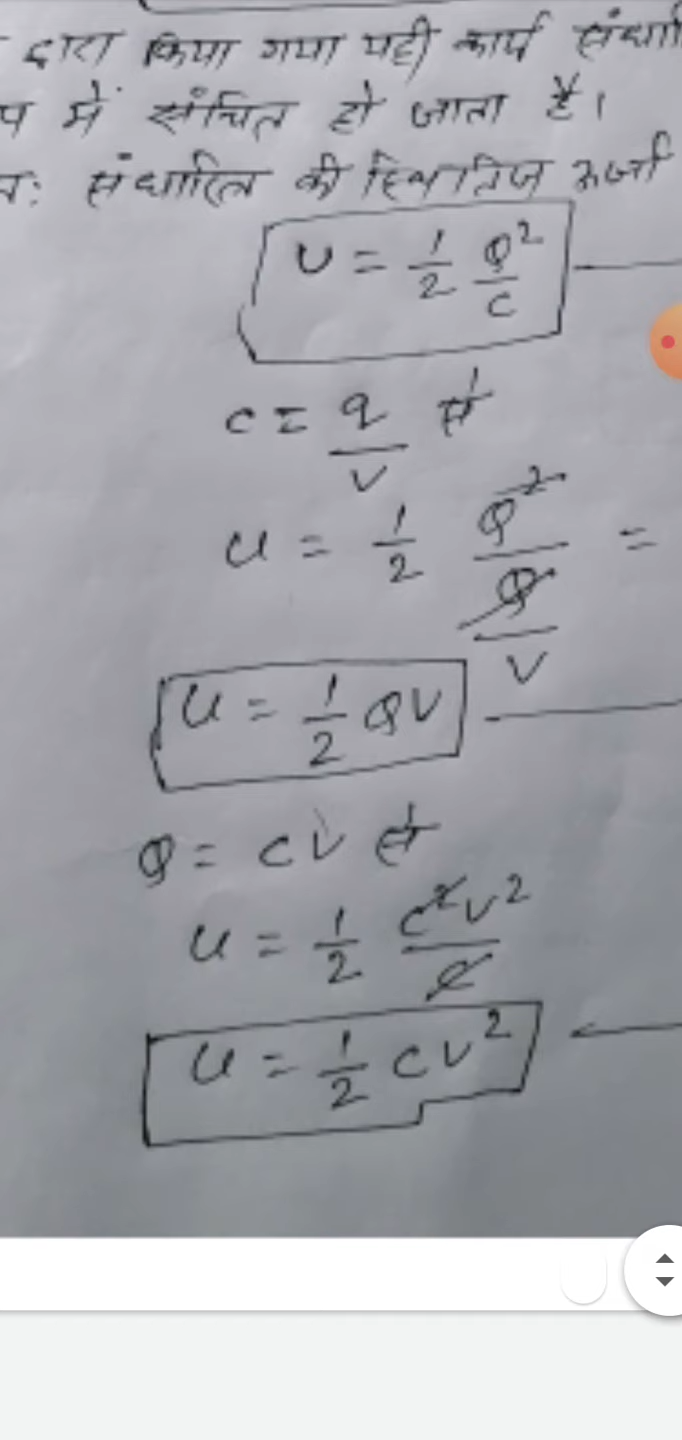 द्वारा किया गया यही कार्य
में संचित हो जाता है।
संधारित्र की स्थितिज ऊर्जा
U = 1/2 Q²/C
C = q/V से
U = 1/2 Q²/(Q/V) =
U = 1/2 QV
Q = CV से
U = 1/2 C²V²/C
U = 1/2 CV²